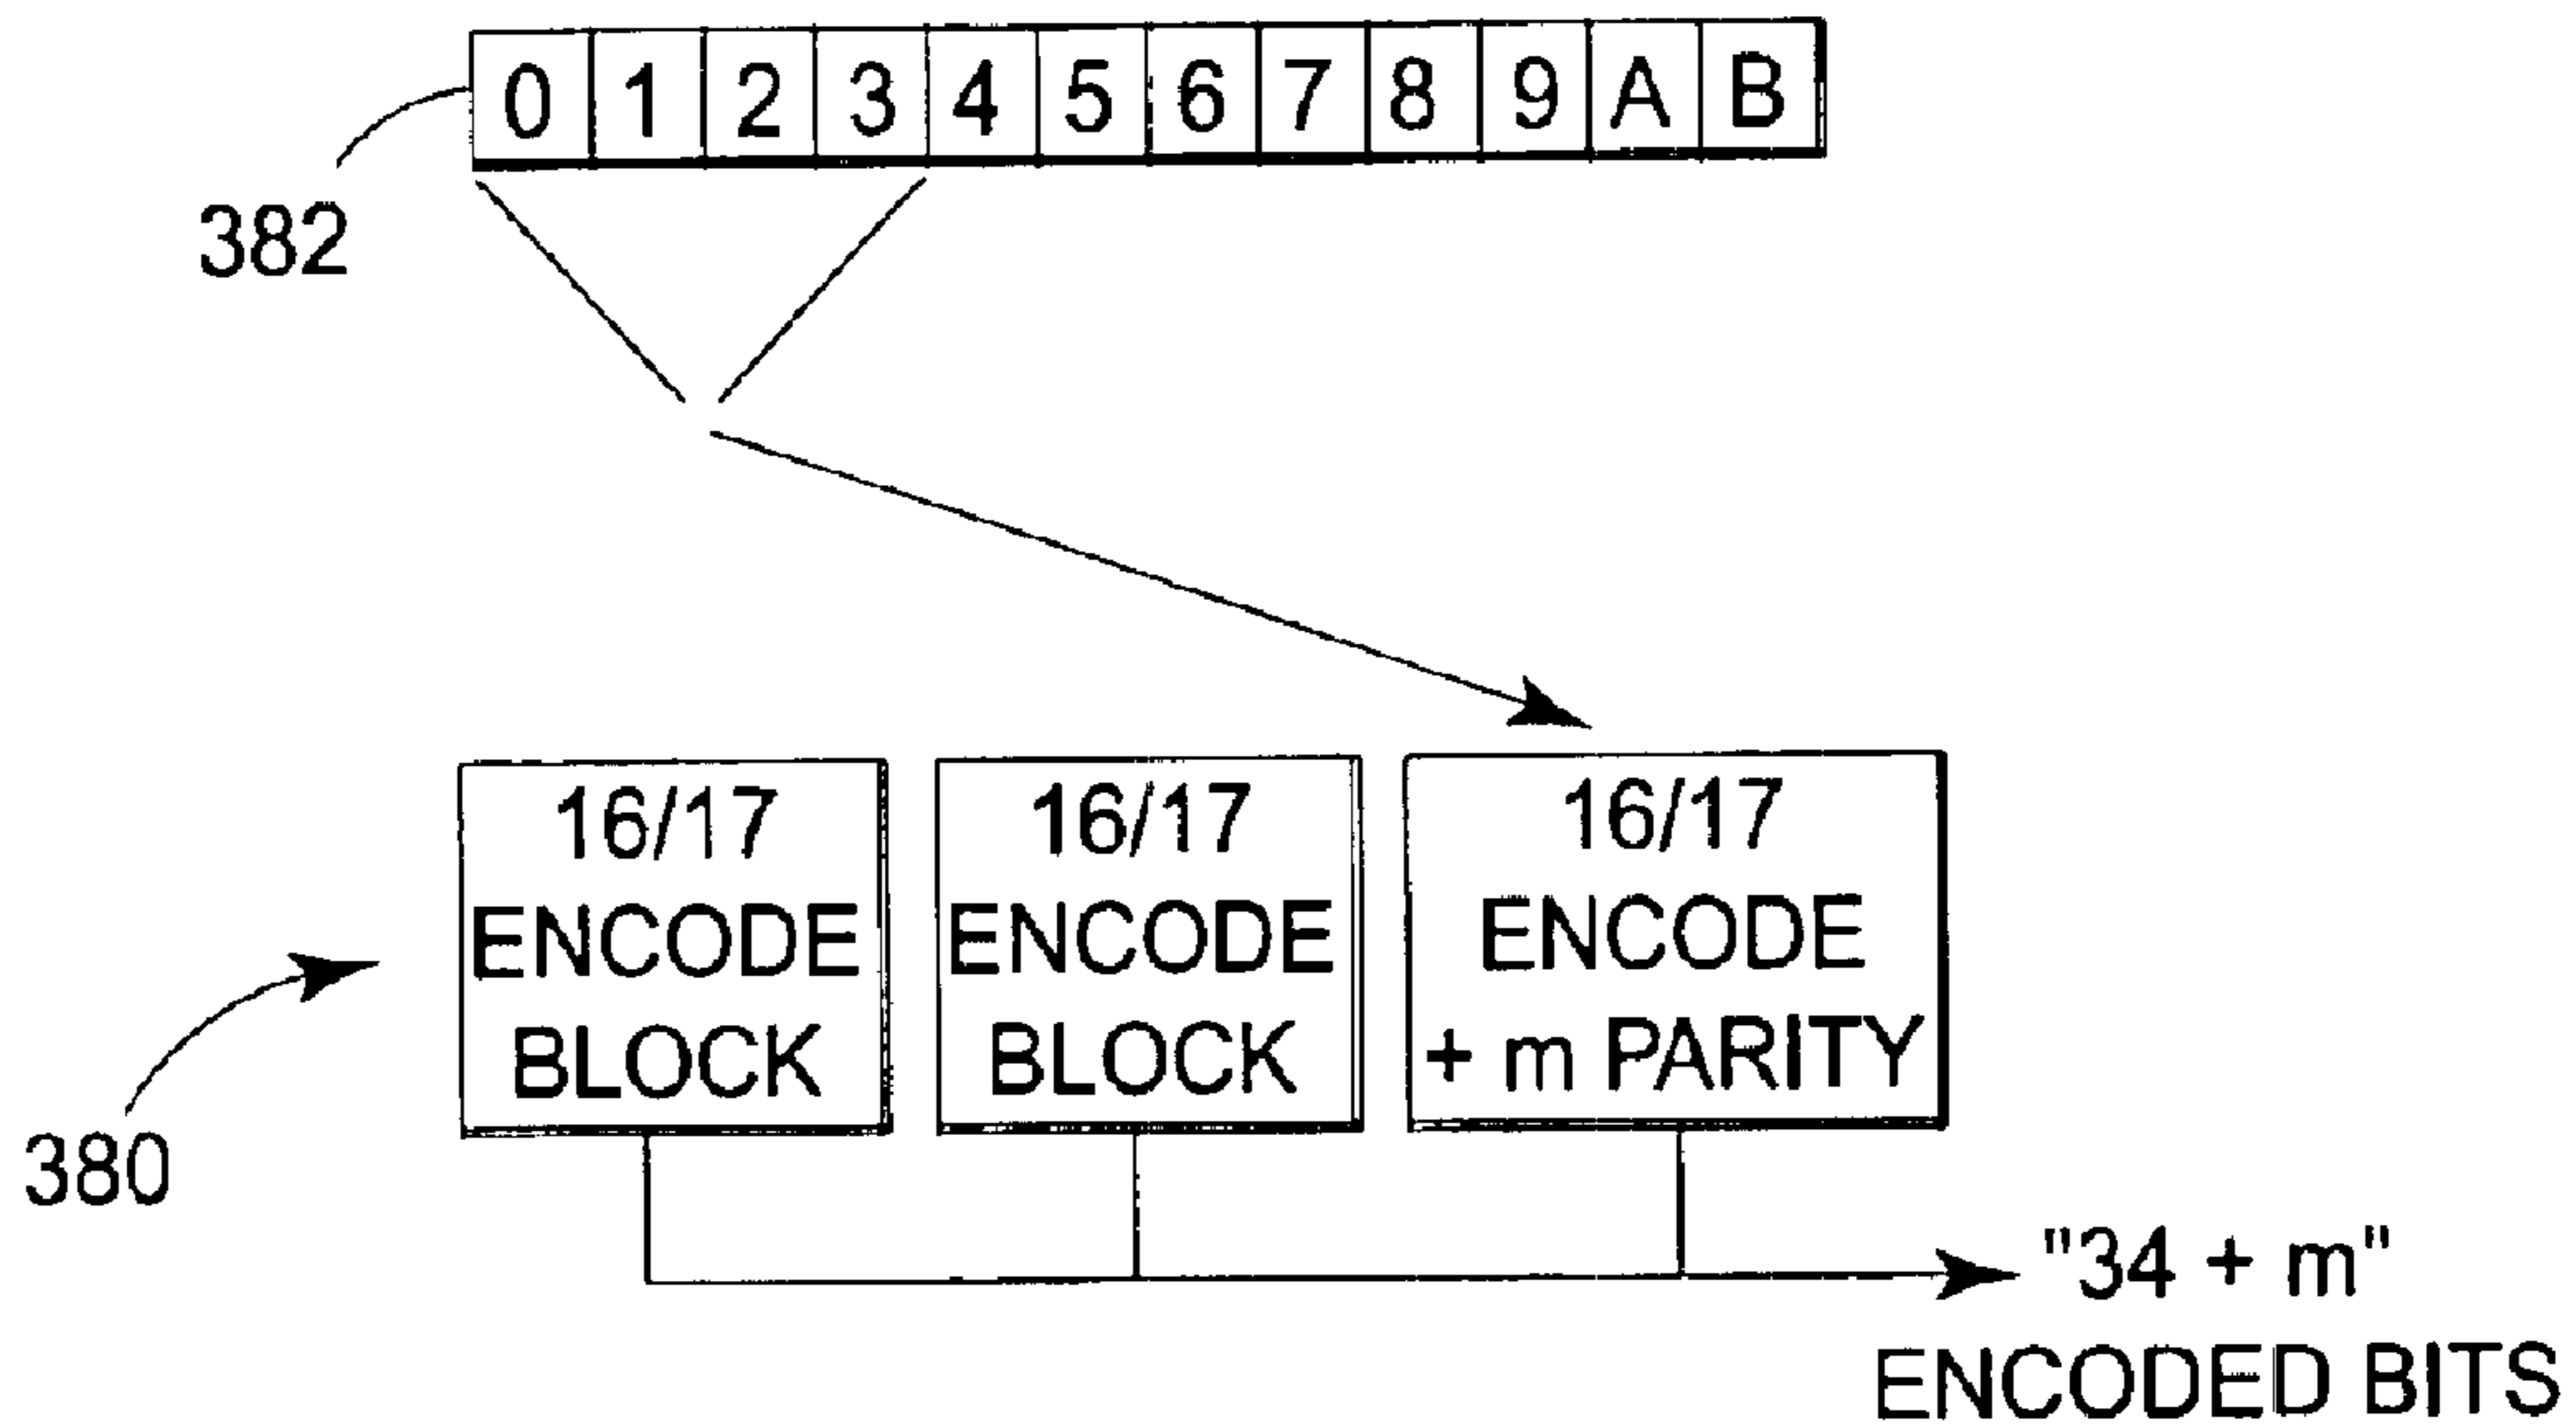 0 1 2 3 4 5 6 7 8 9 A B
382
16/17
ENCODE
BLOCK
16/17
ENCODE
BLOCK
16/17
ENCODE
+ m PARITY
380
"34 + m"
ENCODED BITS